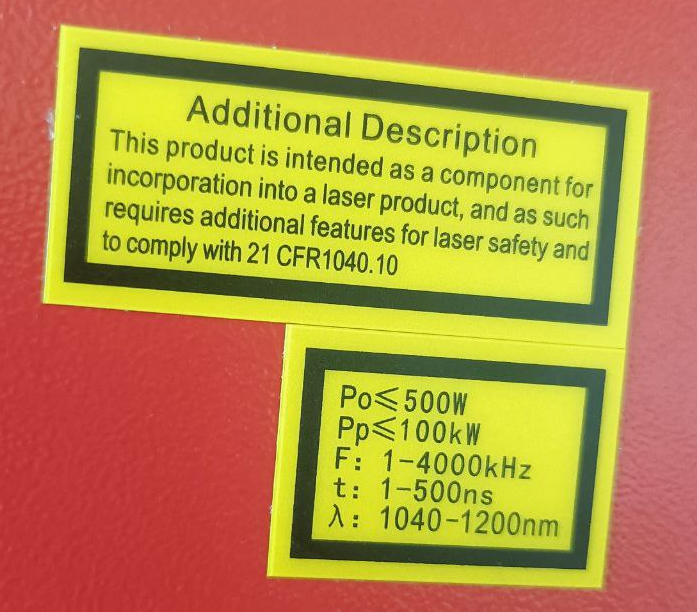 Additional Description
This product is intended as a component for
incorporation into a laser product, and as such
requires additional features for laser safety and
to comply with 21 CFR1040.10
Po≤500W
Pp≤100kW
F: 1-4000kHz
t: 1-500ns
λ: 1040-1200nm